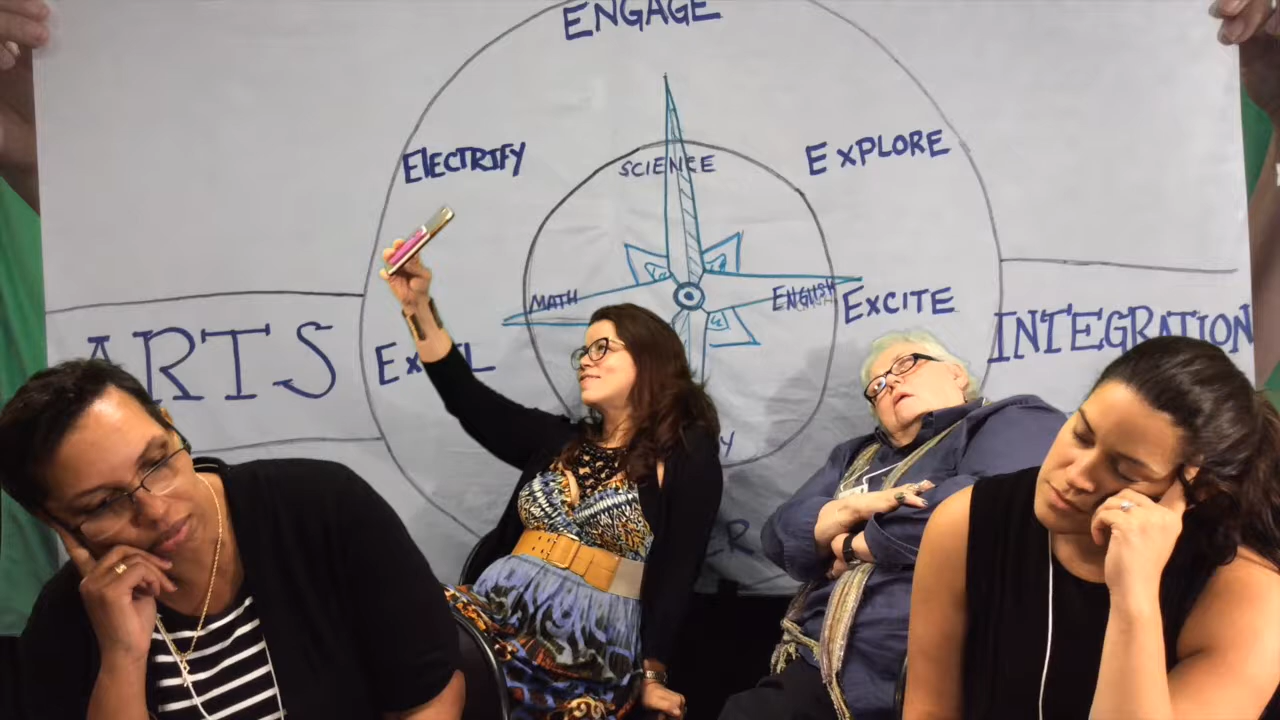 ENGAGE
ELECTRIFY
EXPLORE
SCIENCE
MATH
ENGLISH
EXCITE
ARTS
INTEGRATION